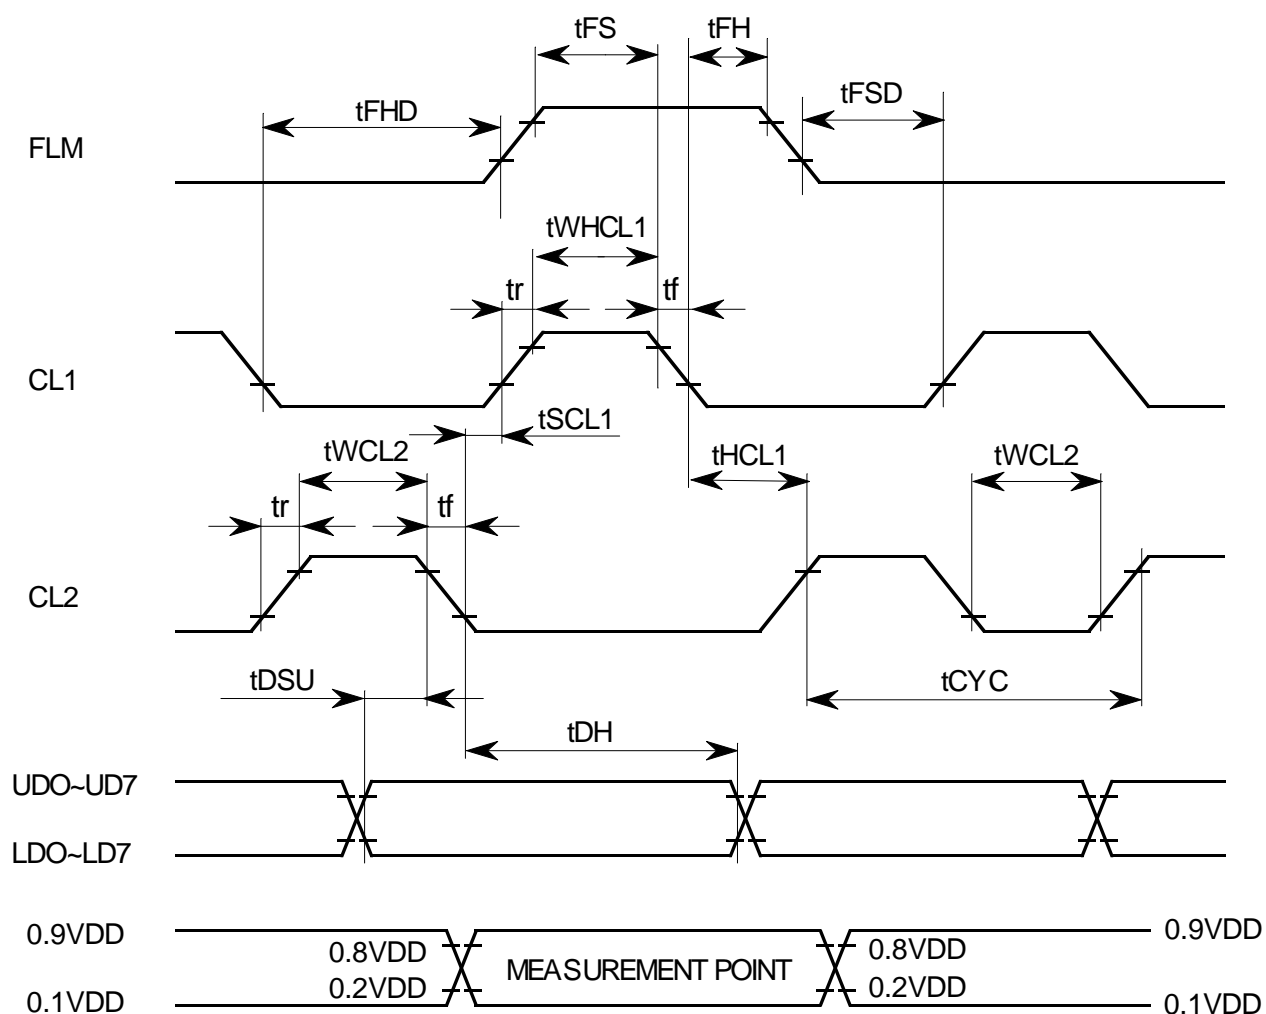 tFS
tFH
tFSD
tFHD
FLM
tWHCL1
tr
tf
CL1
tSCL1
tWCL2
tHCL1
tWCL2
tr
tf
CL2
tDSU
tCYC
tDH
UDO~UD7
LDO~LD7
0.9VDD
0.8VDD
MEASUREMENT POINT
0.8VDD
0.9VDD
0.2VDD
0.2VDD
0.1VDD
0.1VDD